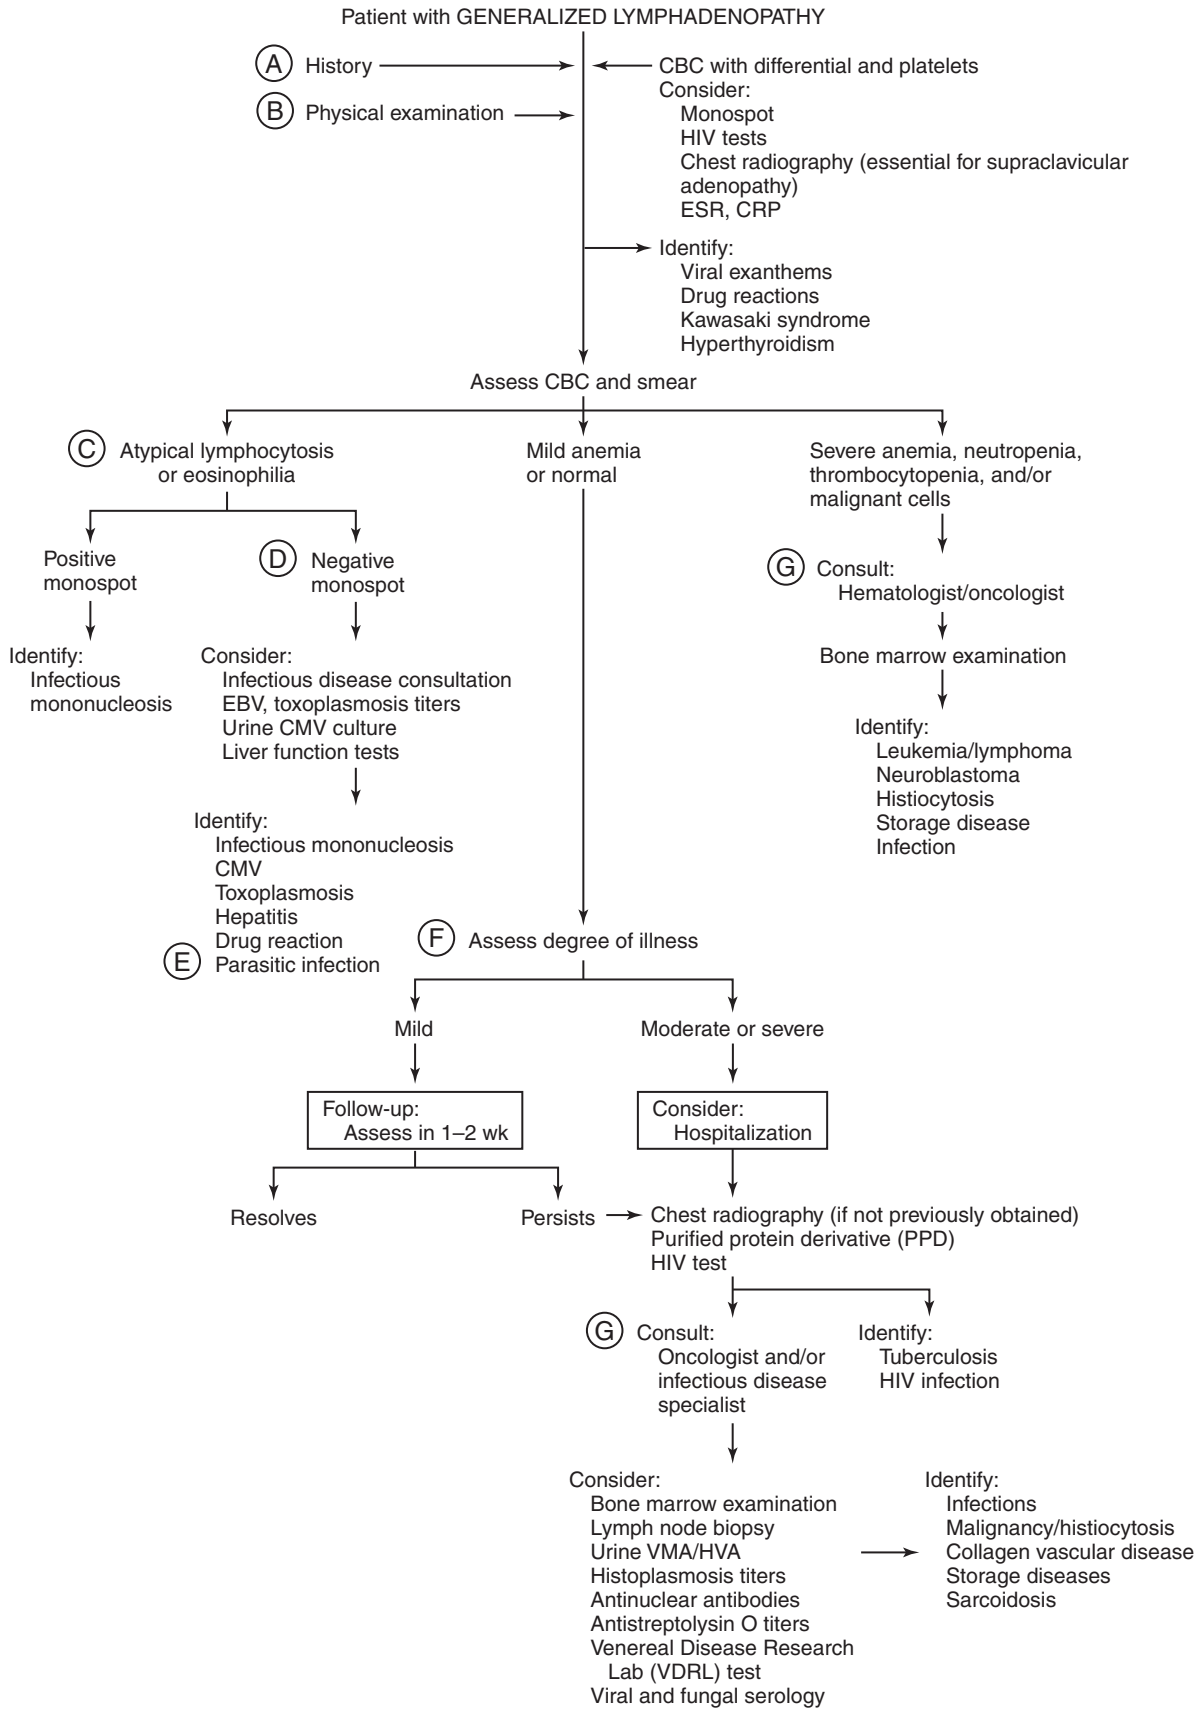 Patient with GENERALIZED LYMPHADENOPATHY
A History
B Physical examination
CBC with differential and platelets
Consider:
Monospot
HIV tests
Chest radiography (essential for supraclavicular
adenopathy)
ESR, CRP
Identify:
Viral exanthems
Drug reactions
Kawasaki syndrome
Hyperthyroidism
Assess CBC and smear
C Atypical lymphocytosis
or eosinophilia
Mild anemia
or normal
Severe anemia, neutropenia,
thrombocytopenia, and/or
malignant cells
Positive
monospot
D Negative
monospot
G Consult:
Hematologist/oncologist
Identify:
Infectious
mononucleosis
Consider:
Infectious disease consultation
EBV, toxoplasmosis titers
Urine CMV culture
Liver function tests
Bone marrow examination
Identify:
Leukemia/lymphoma
Neuroblastoma
Histiocytosis
Storage disease
Infection
Identify:
Infectious mononucleosis
CMV
Toxoplasmosis
Hepatitis
Drug reaction
E Parasitic infection
F Assess degree of illness
Mild
Moderate or severe
Follow-up:
Assess in 1–2 wk
Consider:
Hospitalization
Resolves
Persists
Chest radiography (if not previously obtained)
Purified protein derivative (PPD)
HIV test
G Consult:
Oncologist and/or
infectious disease
specialist
Identify:
Tuberculosis
HIV infection
Consider:
Bone marrow examination
Lymph node biopsy
Urine VMA/HVA
Histoplasmosis titers
Antinuclear antibodies
Antistreptolysin O titers
Venereal Disease Research
Lab (VDRL) test
Viral and fungal serology
Identify:
Infections
Malignancy/histiocytosis
Collagen vascular disease
Storage diseases
Sarcoidosis